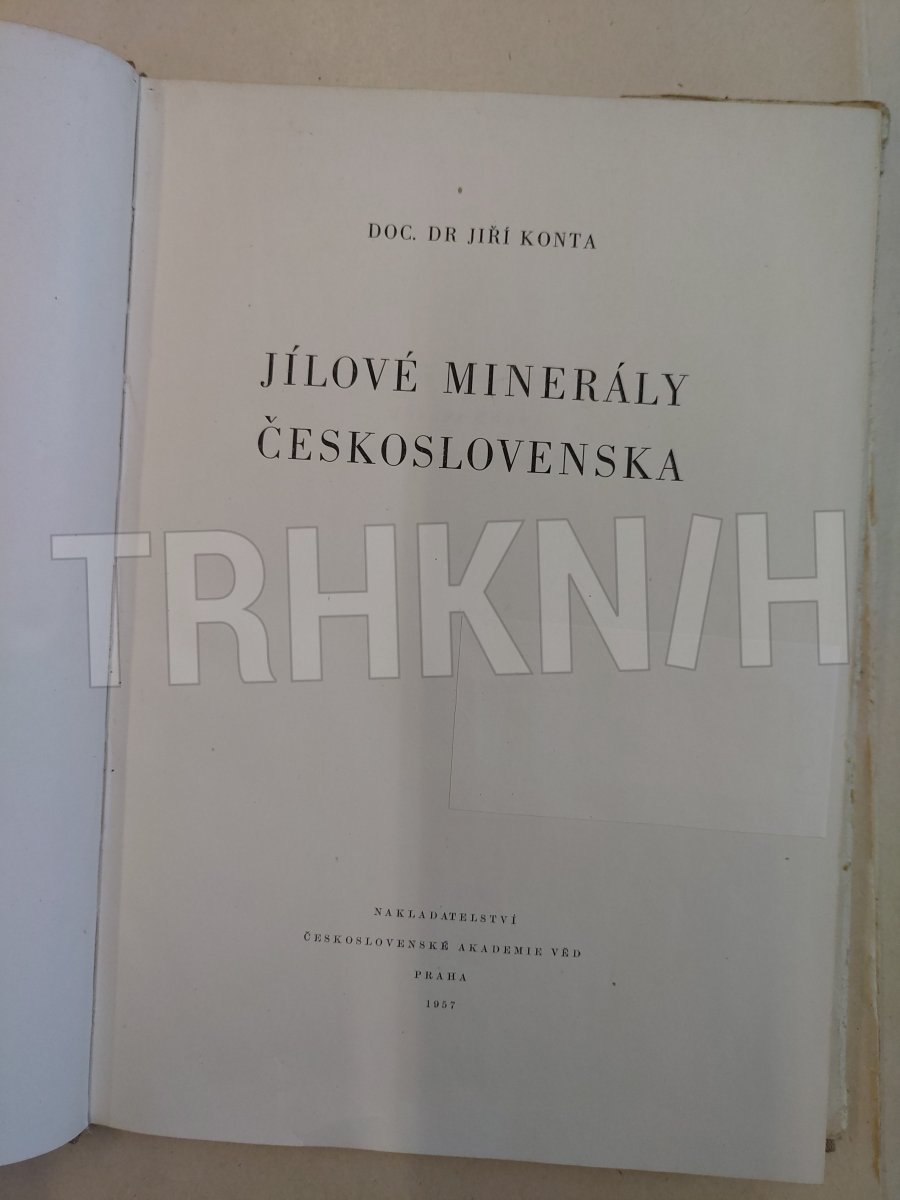 DOC. DR JIŘÍ KONTA
JÍLOVÉ MINERÁLY
ČESKOSLOVENSKA
TRHKNIH
NAKLADATELSTVÍ
ČESKOSLOVENSKÉ AKADEMIE VĚD
PRAHA
1957